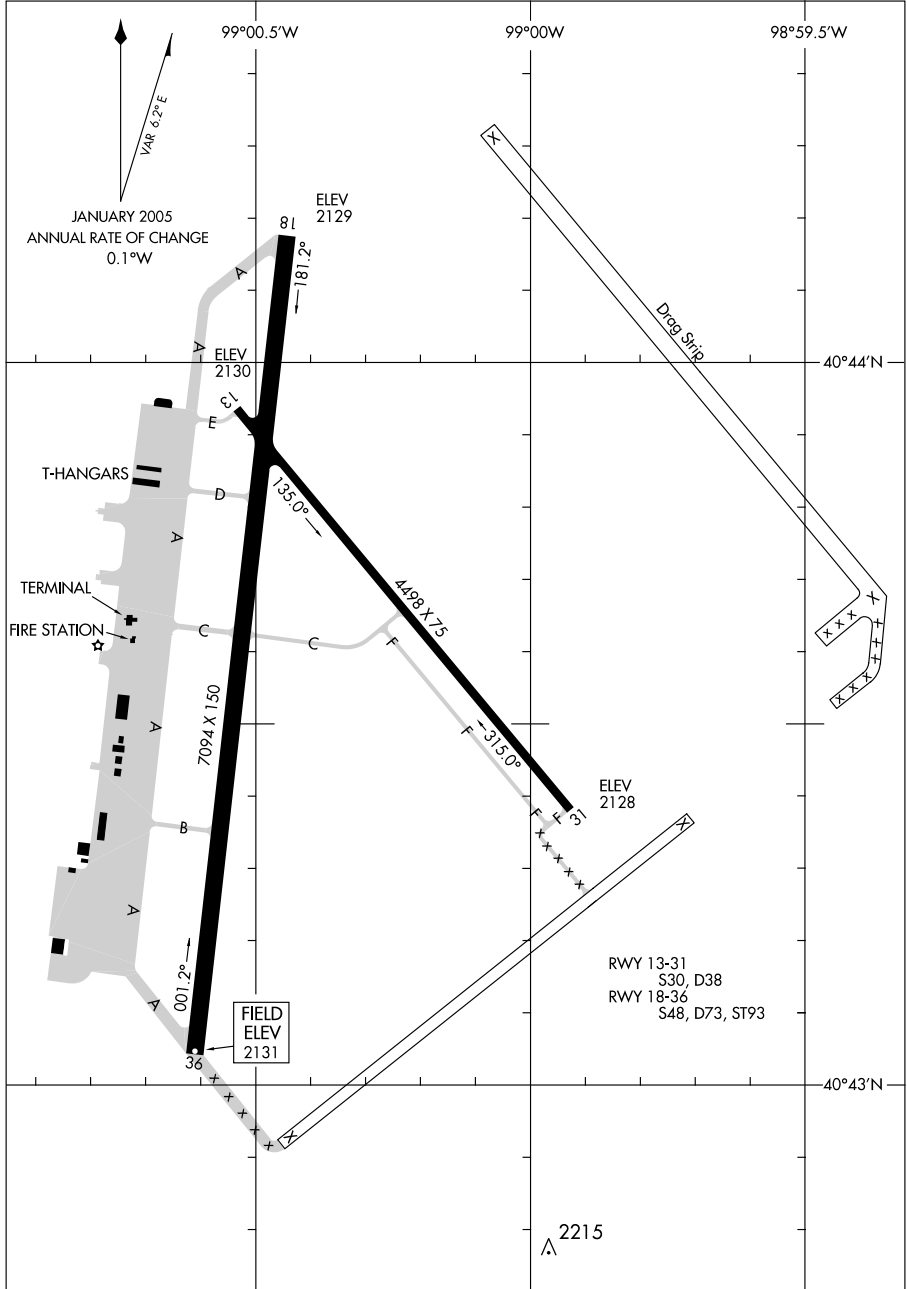 99°00.5'W
99°00'W
98°59.5'W
VAR 6.2° E
JANUARY 2005
ANNUAL RATE OF CHANGE
0.1°W
ELEV
2129
18
181.2°
A
Drag Strip
A
ELEV
2130
40°44'N
13
E
T-HANGARS
D
135.0°
A
4498 X 75
TERMINAL
FIRE STATION
C
C
F
7094 X 150
A
F
315.0°
ELEV
2128
F
F
31
B
A
001.2°
RWY 13-31
S30, D38
RWY 18-36
S48, D73, ST93
A
FIELD
ELEV
2131
36
40°43'N
2215
X
X
X
X
X X X
X
X
X
X
X X X
X
X
X
X
X
X
X
X
X
X
X